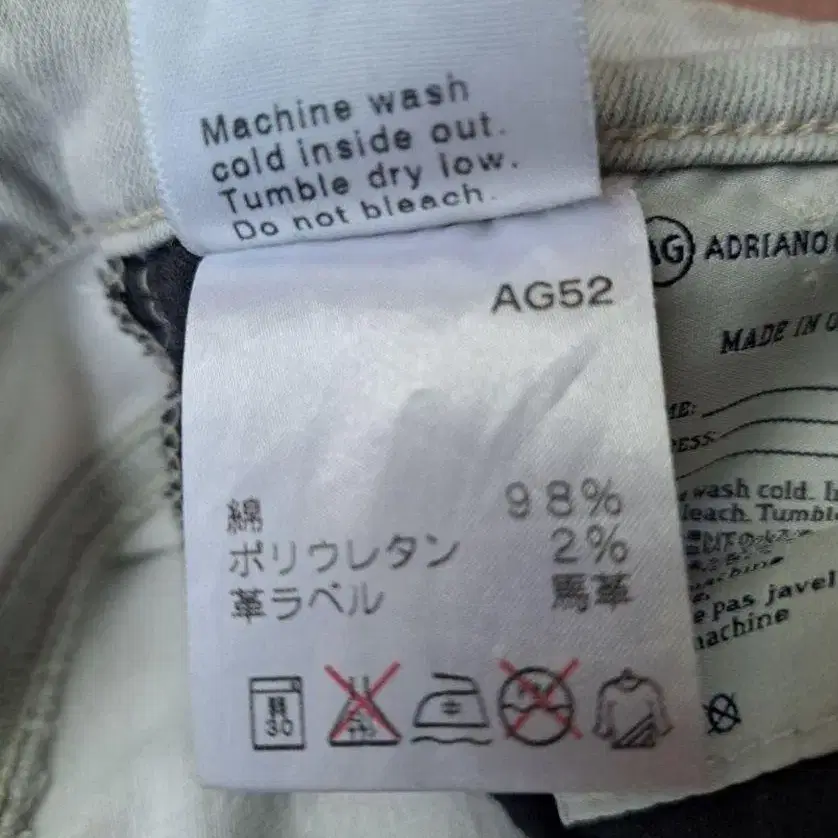 Machine wash
cold inside out.
Tumble dry low.
Do not bleach.
AG52
綿 98%
ポリウレタン 2%
革ラベル 馬革
弱
30
AG ADRIANO
MADE IN
wash cold.
Tumble
machine
pas javel
machine